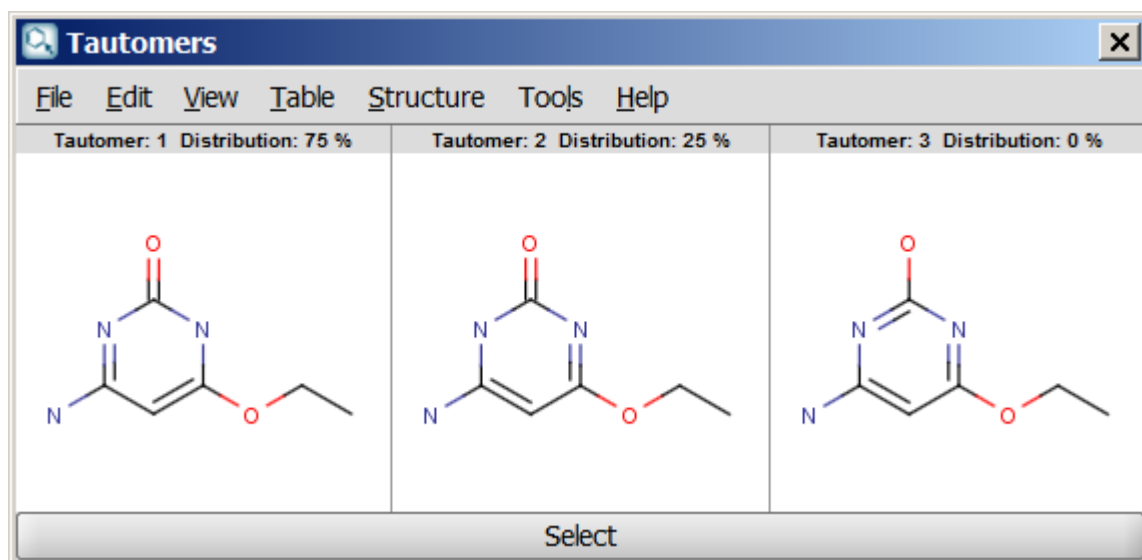 Tautomers
File Edit View Table Structure Tools Help
Tautomer: 1 Distribution: 75 % Tautomer: 2 Distribution: 25 % Tautomer: 3 Distribution: 0 %
O O O
N N N N N N
N O N O N O
Select